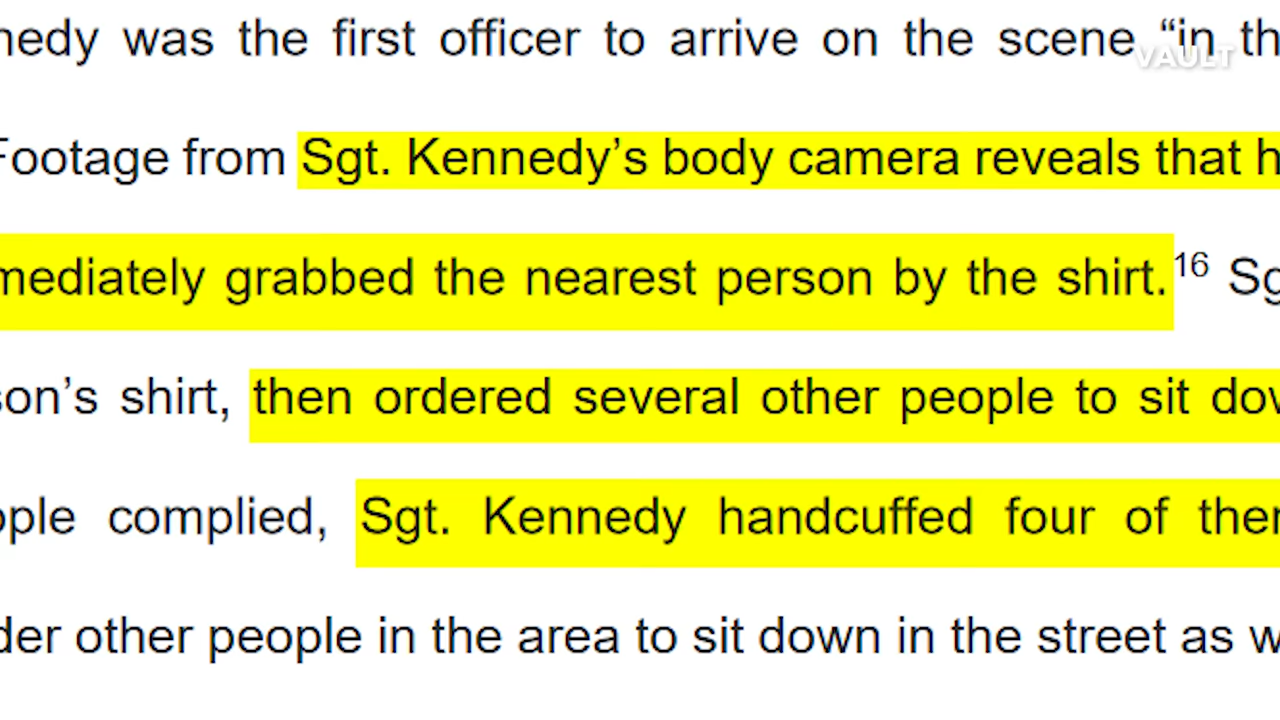 nedy was the first officer to arrive on the scene “in th
VAULT
Footage from Sgt. Kennedy’s body camera reveals that h
mediately grabbed the nearest person by the shirt.16 Sg
son’s shirt, then ordered several other people to sit dow
ople complied, Sgt. Kennedy handcuffed four of them
der other people in the area to sit down in the street as w